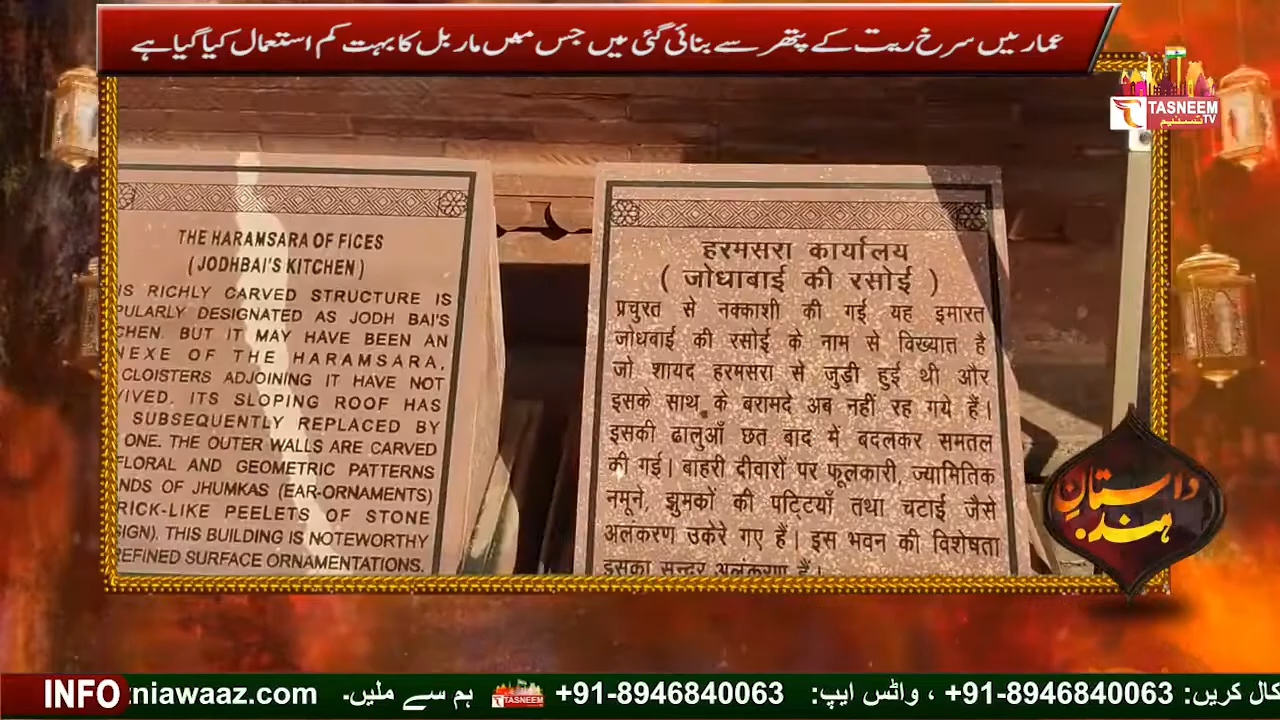 عمارتیں سرخ ریت کے پتھر سے بنائی گئی ہیں جس میں ماربل کا بہت کم استعمال کیا گیا ہے
TASNEEM
TV
THE HARAMSARA OF FICES
(JODHBAI'S KITCHEN)
IS RICHLY CARVED STRUCTURE IS
PULARLY DESIGNATED AS JODH BAI'S
CHEN. BUT IT MAY HAVE BEEN AN
NEXE OF THE HARAMSARA,
CLOISTERS ADJOINING IT HAVE NOT
VIVED. ITS SLOPING ROOF HAS
SUBSEQUENTLY REPLACED BY
ONE. THE OUTER WALLS ARE CARVED
FLORAL AND GEOMETRIC PATTERNS
NDS OF JHUMKAS (EAR-ORNAMENTS)
RICK-LIKE PEELETS OF STONE
SIGN). THIS BUILDING IS NOTEWORTHY
REFINED SURFACE ORNAMENTATIONS.
हरमसरा कार्यालय
( जोधाबाई की रसोई )
प्रचुरत से नक्काशी की गई यह इमारत
जोधबाई की रसोई के नाम से विख्यात है
जो शायद हरमसरा से जुडी हुई थी और
इसके साथ के बरामदे अब नहीं रह गये हैं।
इसकी ढालुआँ छत बाद में बदलकर समतल
की गई। बाहरी दीवारों पर फूलकारी, ज्यामितिक
नमूने, झुमकों की पट्टियाँ तथा चटाई जैसे
अलंकरण उकेरे गए हैं। इस भवन की विशेषता
इसका सुन्दर अलंकरण हैं।
داستانِ
ہند
INFO
niawaaz.com ہم سے ملیں۔ TASNEEM +91-8946840063 ، واٹس ایپ: +91-8946840063 کال کریں: